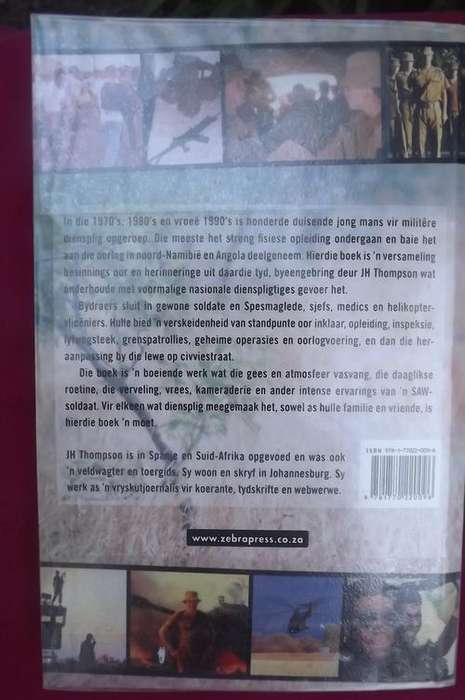 In die 1970's, 1980's en vroeë 1990's is honderde duisende jong mans vir militêre
diensplig opgeroep. Die meeste het streng fisiese opleiding ondergaan en baie het
aan die oorlog in noord-Namibië en Angola deelgeneem. Hierdie boek is 'n versameling
besinnings oor en herinneringe uit daardie tyd, byeengebring deur JH Thompson wat
onderhoude met voormalige nasionale dienspligtiges gevoer het.
Bydraers sluit in gewone soldate en Spesmaglede, sjefs, medics en helikopter-
vlieëniers. Hulle bied 'n verskeidenheid van standpunte oor inklaar, opleiding, inspeksie,
lyfungsteek, grenspatrollies, geheime operasies en oorlogvoering, en dan die her-
aanpassing by die lewe op civviestraat.
Die boek is 'n boeiende werk wat die gees en atmosfeer vasvang, die daaglikse
roetine, die verveling, vrees, kameraderie en ander intense ervarings van 'n SAW-
soldaat. Vir elkeen wat diensplig meegemaak het, sowel as hulle familie en vriende, is
hierdie boek 'n moet.
JH Thompson is in Spanje en Suid-Afrika opgevoed en was ook
'n veldwagter en toergids. Sy woon en skryf in Johannesburg. Sy
werk as 'n vryskutjoernalis vir koerante, tydskrifte en webwerwe.
ISBN
www.zebrapress.co.za